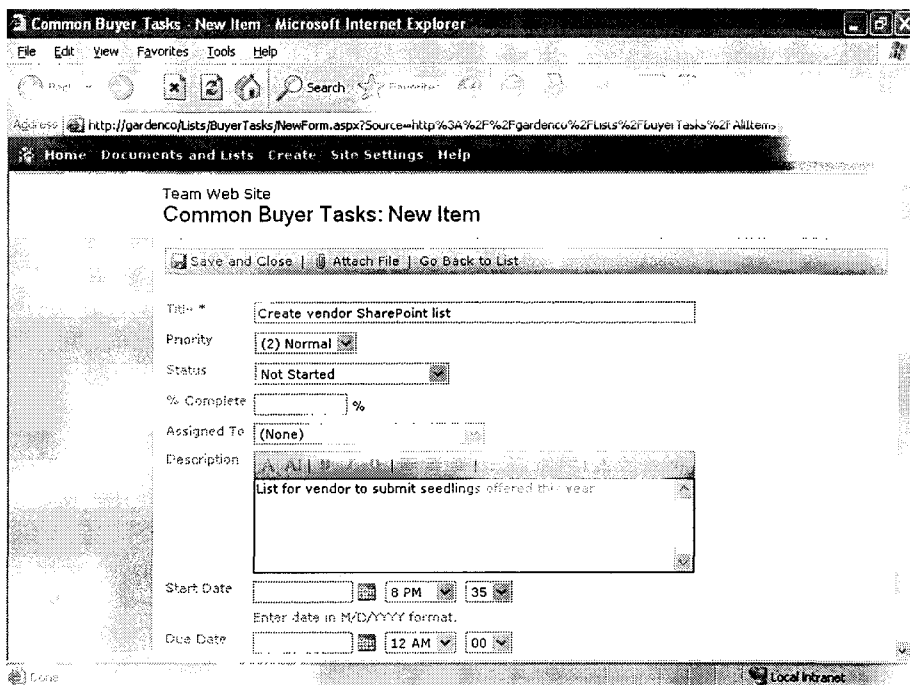 Common Buyer Tasks - New Item - Microsoft Internet Explorer
File Edit View Favorites Tools Help
Search Favorites
Address http://gardenco/Lists/BuyerTasks/NewForm.aspx?Source=http%3A%2F%2Fgardenco%2FLists%2FBuyerTasks%2FAllItems
Home Documents and Lists Create Site Settings Help
Team Web Site
Common Buyer Tasks: New Item
Save and Close | Attach File | Go Back to List
Title * Create vendor SharePoint list
Priority (2) Normal
Status Not Started
% Complete %
Assigned To (None)
Description
List for vendor to submit seedlings offered this year
Start Date 8 PM 35
Enter date in M/D/YYYY format.
Due Date 12 AM 00
Done Local intranet